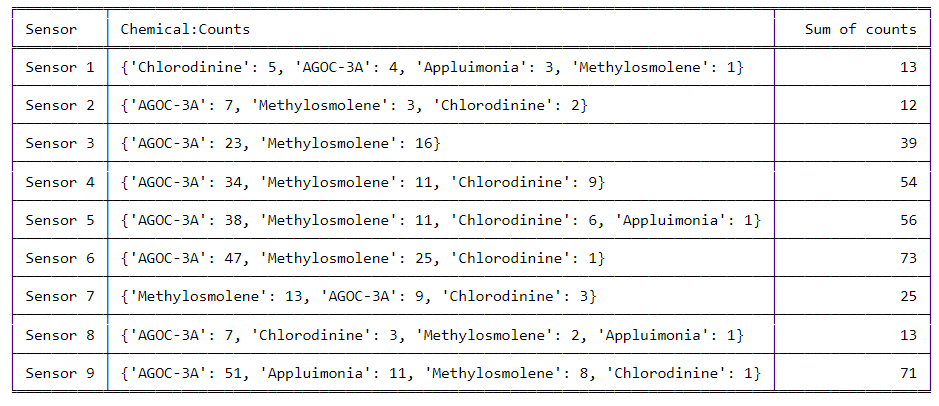 Sensor Chemical:Counts Sum of counts
Sensor 1 {'Chlorodinine': 5, 'AGOC-3A': 4, 'Appluimonia': 3, 'Methylosmolene': 1} 13
Sensor 2 {'AGOC-3A': 7, 'Methylosmolene': 3, 'Chlorodinine': 2} 12
Sensor 3 {'AGOC-3A': 23, 'Methylosmolene': 16} 39
Sensor 4 {'AGOC-3A': 34, 'Methylosmolene': 11, 'Chlorodinine': 9} 54
Sensor 5 {'AGOC-3A': 38, 'Methylosmolene': 11, 'Chlorodinine': 6, 'Appluimonia': 1} 56
Sensor 6 {'AGOC-3A': 47, 'Methylosmolene': 25, 'Chlorodinine': 1} 73
Sensor 7 {'Methylosmolene': 13, 'AGOC-3A': 9, 'Chlorodinine': 3} 25
Sensor 8 {'AGOC-3A': 7, 'Chlorodinine': 3, 'Methylosmolene': 2, 'Appluimonia': 1} 13
Sensor 9 {'AGOC-3A': 51, 'Appluimonia': 11, 'Methylosmolene': 8, 'Chlorodinine': 1} 71